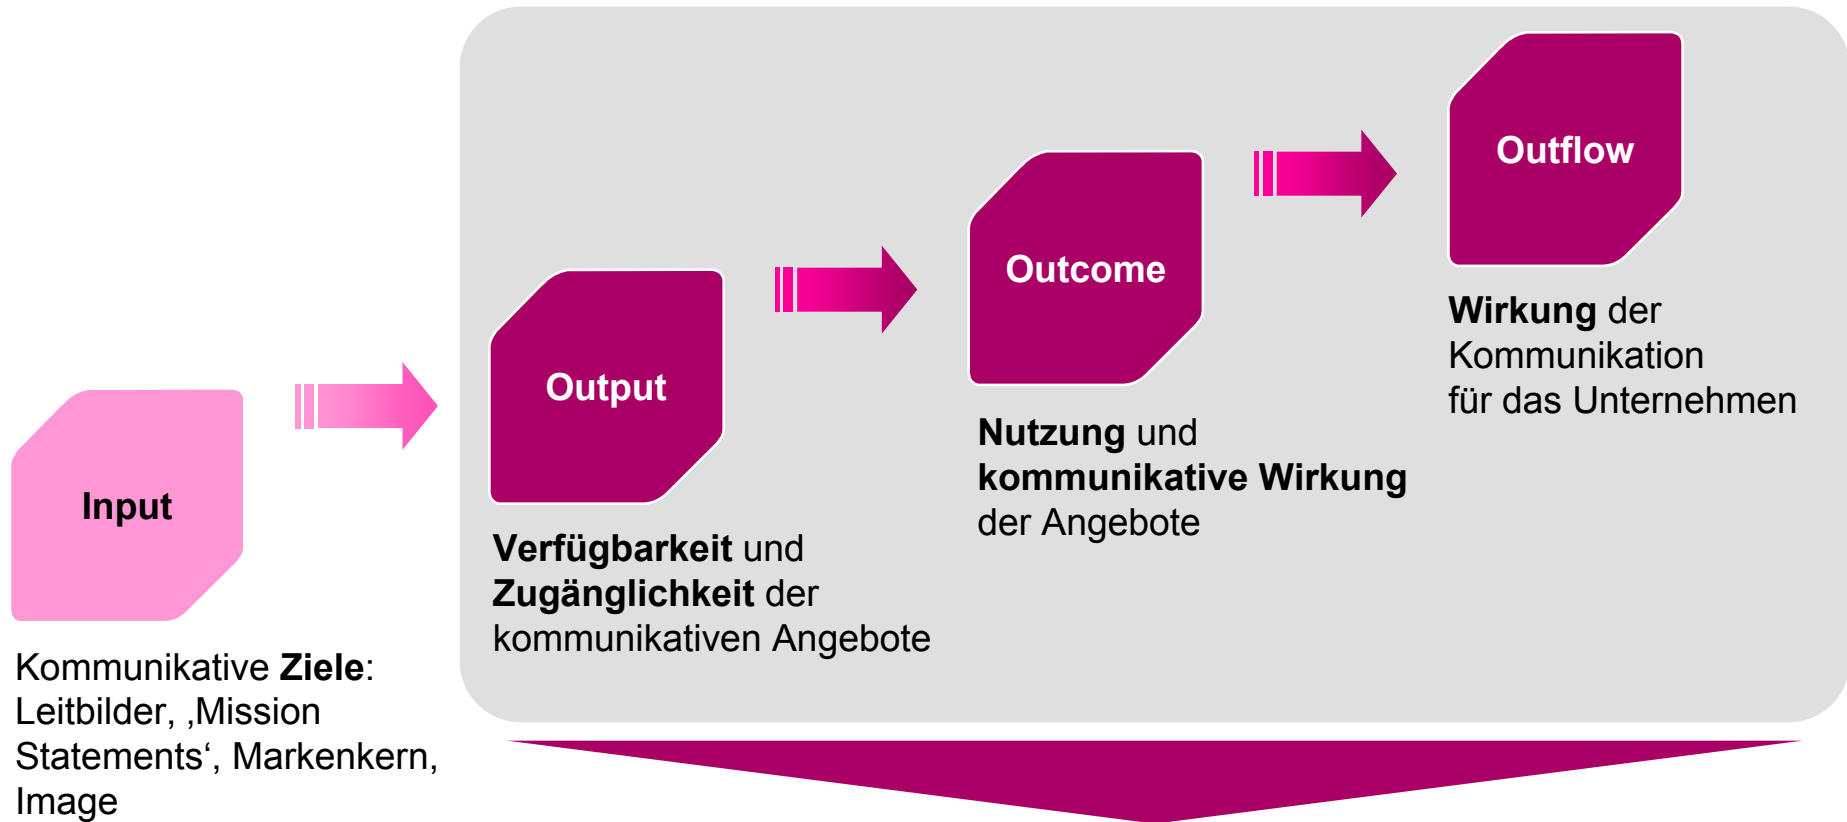 Input
Kommunikative Ziele:
Leitbilder, ‚Mission
Statements‘, Markenkern,
Image
Output
Verfügbarkeit und
Zugänglichkeit der
kommunikativen Angebote
Outcome
Nutzung und
kommunikative Wirkung
der Angebote
Outflow
Wirkung der
Kommunikation
für das Unternehmen